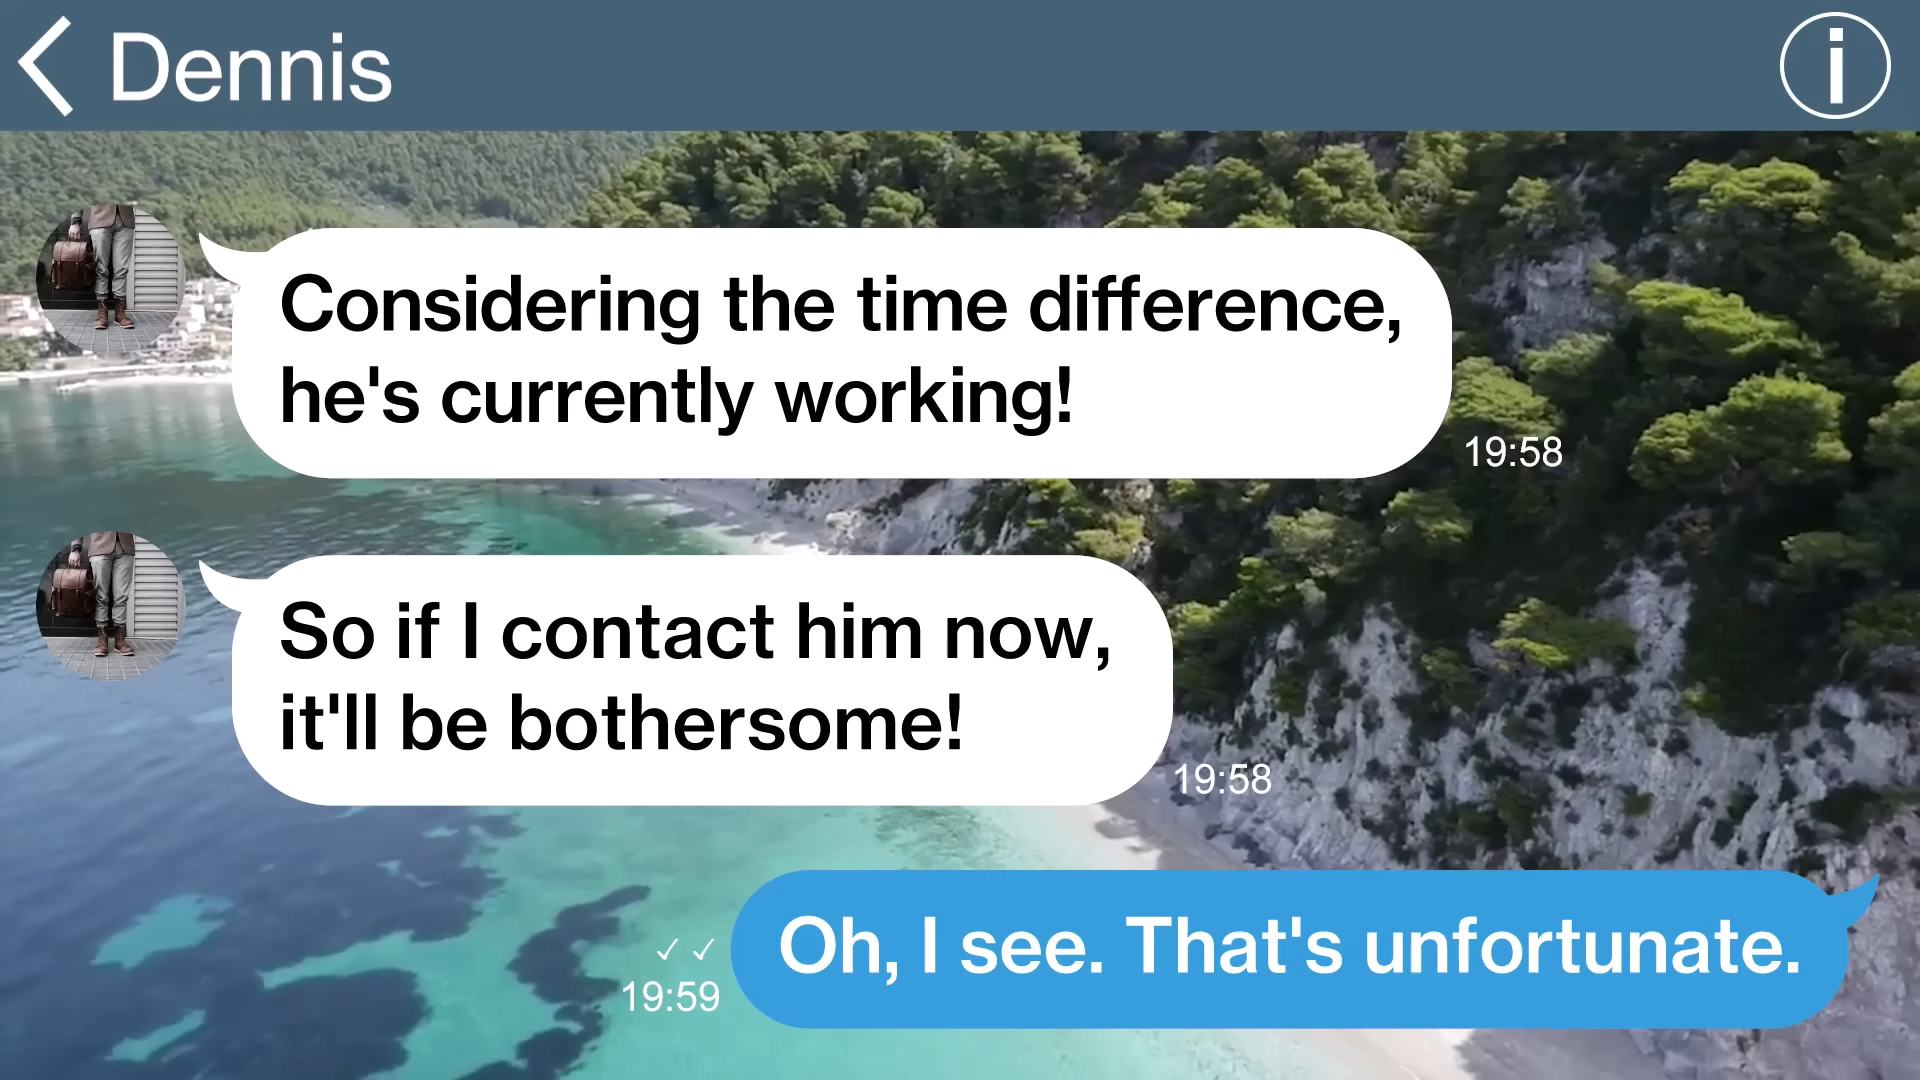 Dennis
Considering the time difference,
he's currently working!
19:58
So if I contact him now,
it'll be bothersome!
19:58
Oh, I see. That's unfortunate.
19:59